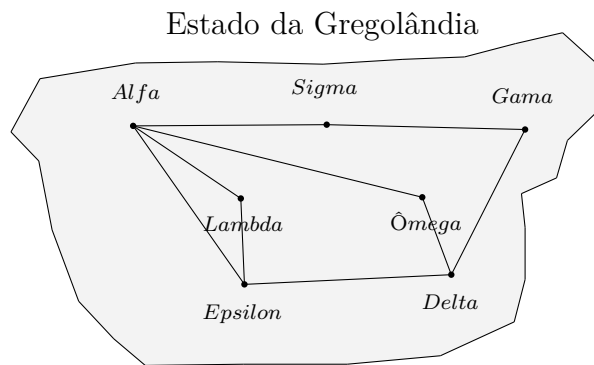 Estado da Gregolândia
Alfa
Sigma
Gama
Lambda
Ômega
Epsilon
Delta